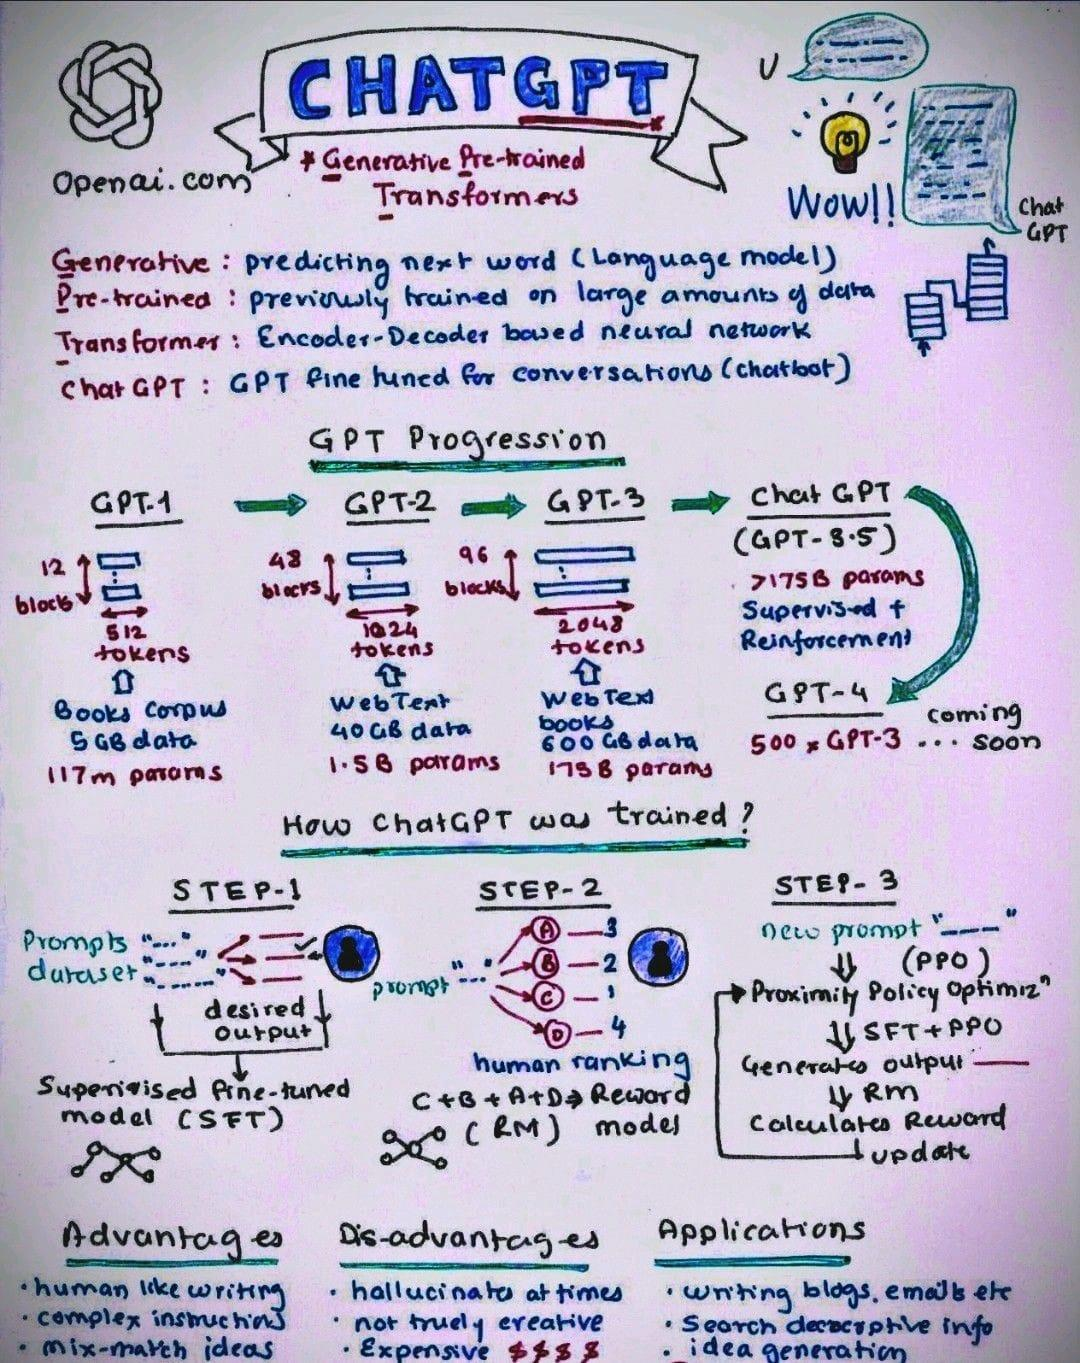 CHATGPT
* Generative Pre-trained
Transformers
Openai.com
U
Wow!!
Chat
GPT
Generative : predicting next word (Language model)
Pre-trained : previously trained on large amounts of data
Transformer : Encoder-Decoder based neural network
Chat GPT : GPT fine tuned for conversations (chatbot)
GPT Progression
GPT-1
12
blocks
512
tokens
Books Corpus
5 GB data
117m params
GPT-2
48
blocks
1024
tokens
WebText
40 GB data
1.5B params
GPT-3
96
blocks
2048
tokens
WebText
books
600 GB data
175B params
Chat GPT
(GPT-3.5)
>175B params
Supervised +
Reinforcement
GPT-4
500 x GPT-3 ... coming
soon
How ChatGPT was trained?
STEP-1
Prompts "---"
dataset "---"
"-----"
desired
output
Supervised fine-tuned
model (SFT)
STEP-2
prompt "---"
A — 3
B — 2
C — 1
D — 4
human ranking
C+B+A+D → Reward
(RM) model
STEP-3
new prompt "---"
(PPO)
Proximity Policy Optimizⁿ
SFT+PPO
Generates output —
RM
Calculates Reward
update
Advantages
• human like writing
• complex instructions
• mix-match ideas
Dis-advantages
• hallucinates at times
• not truely creative
• Expensive $$$$
Applications
• writing blogs, emails etc
• Search info
• idea generation